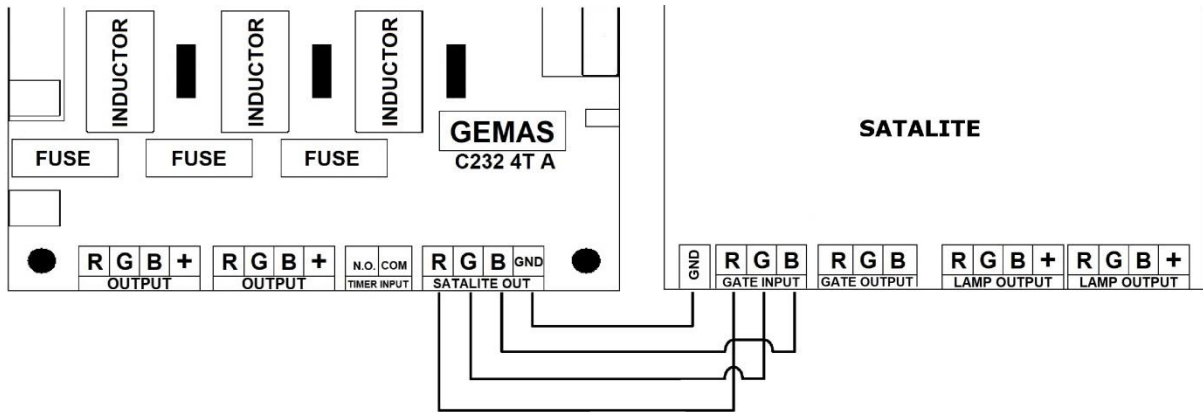 INDUCTOR
INDUCTOR
INDUCTOR
GEMAS
C232 4T A
FUSE
FUSE
FUSE
R G B +
OUTPUT
R G B +
OUTPUT
N.O. COM
TIMER INPUT
R G B GND
SATALITE OUT
SATALITE
GND
R G B
GATE INPUT
R G B
GATE OUTPUT
R G B +
LAMP OUTPUT
R G B +
LAMP OUTPUT